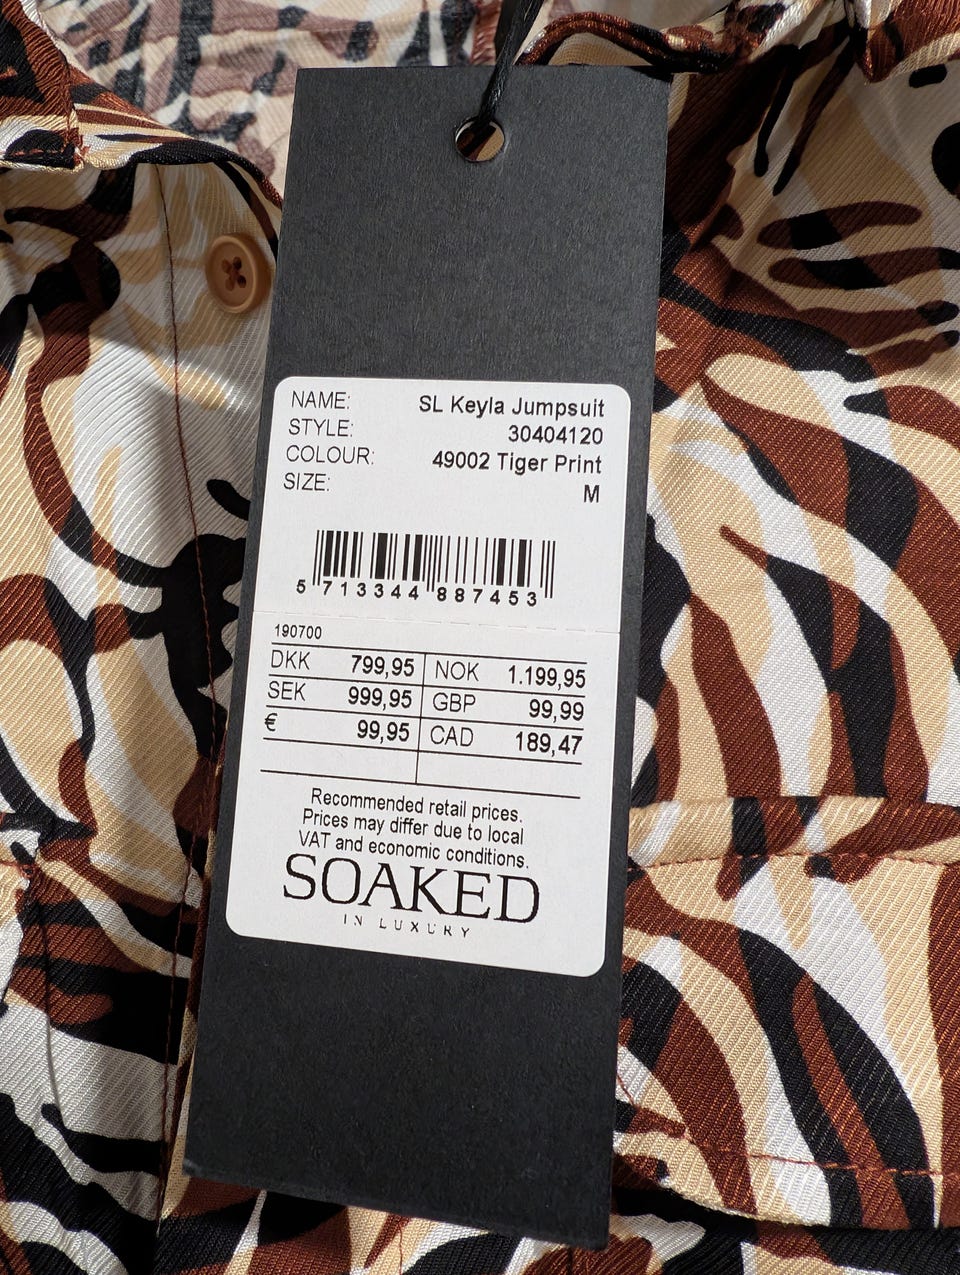 NAME: SL Keyla Jumpsuit
STYLE: 30404120
COLOUR: 49002 Tiger Print
SIZE: M
5 713344 887453
190700
DKK 799,95 NOK 1.199,95
SEK 999,95 GBP 99,99
€ 99,95 CAD 189,47
Recommended retail prices.
Prices may differ due to local
VAT and economic conditions.
SOAKED
IN LUXURY